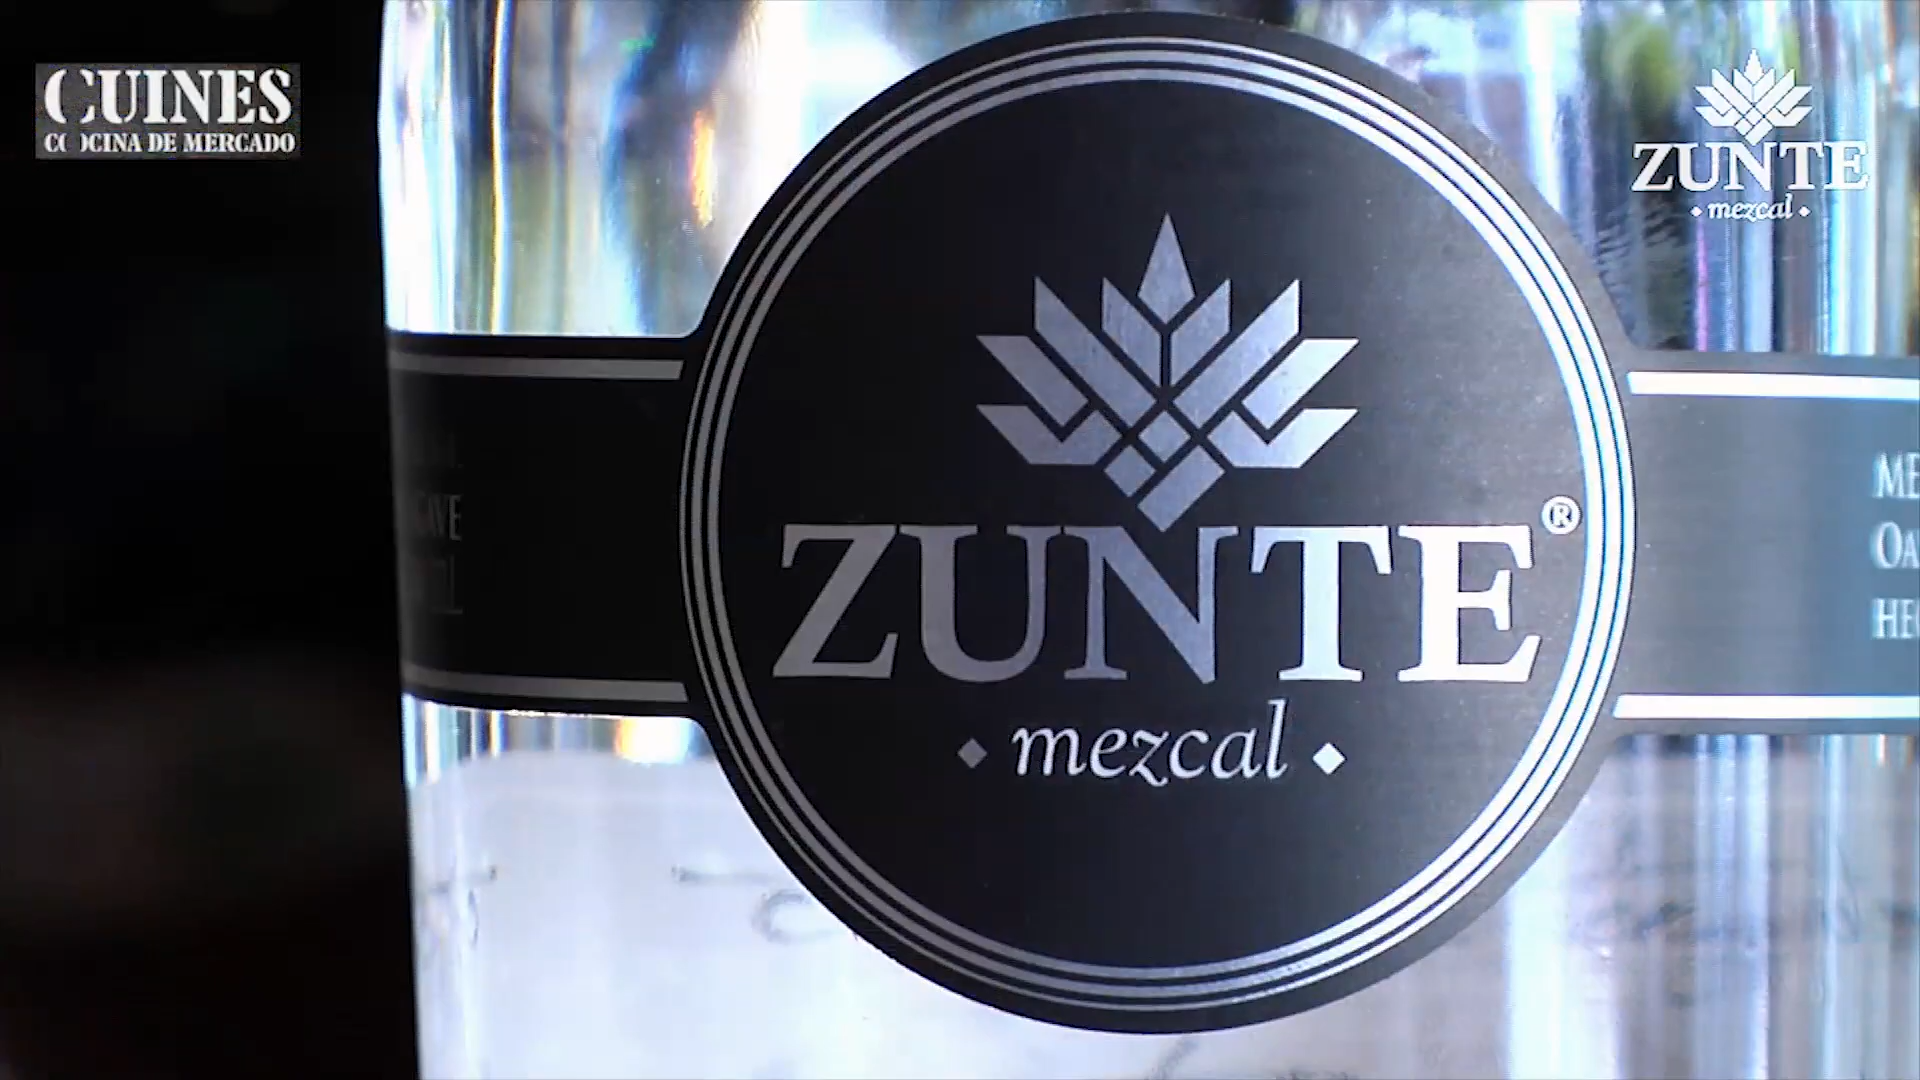 CUINES
COCINA DE MERCADO
ZUNTE
mezcal
ZUNTE®
mezcal